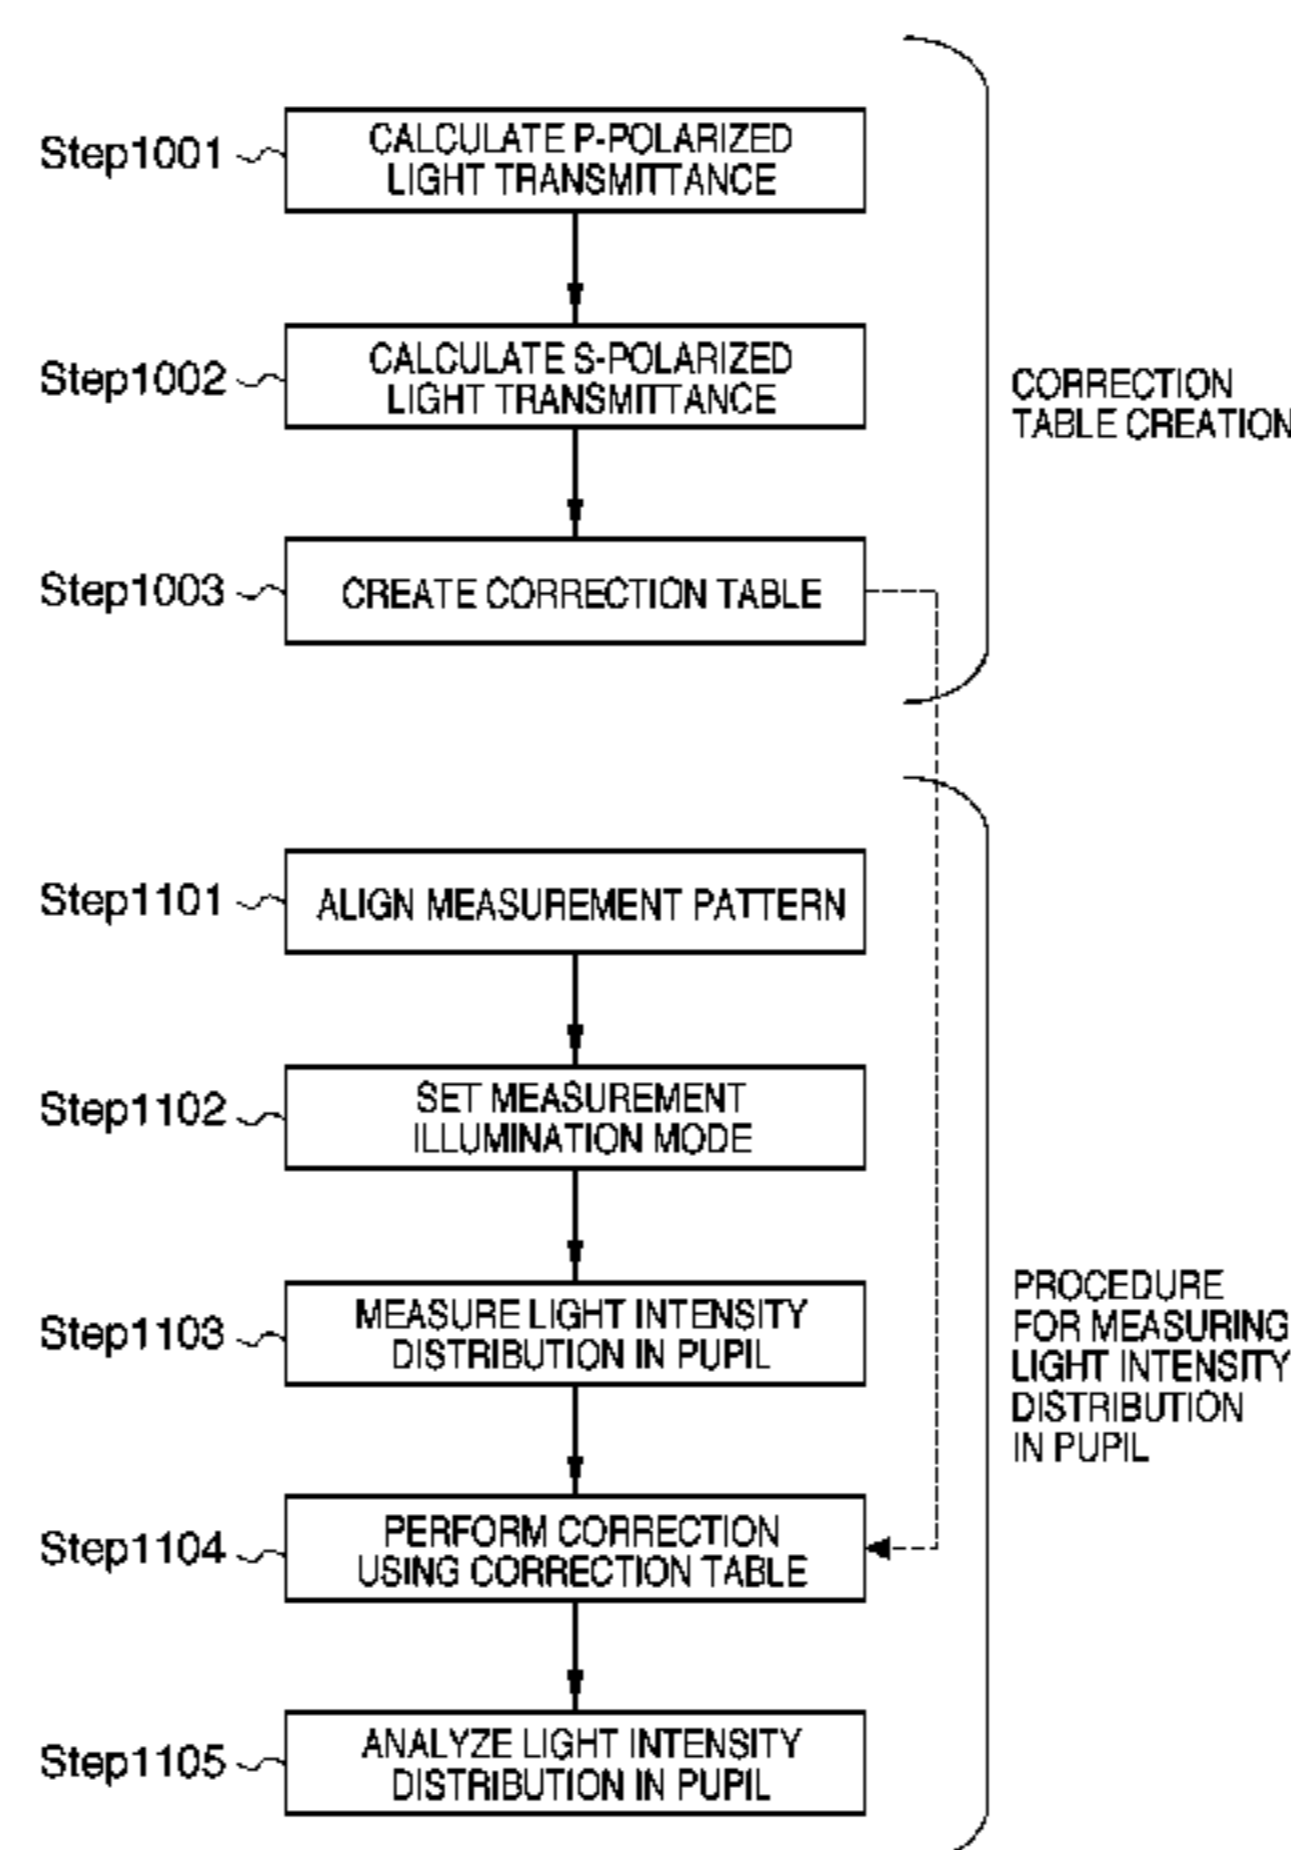 Step1001
CALCULATE P-POLARIZED
LIGHT TRANSMITTANCE
Step1002
CALCULATE S-POLARIZED
LIGHT TRANSMITTANCE
CORRECTION
TABLE CREATION
Step1003
CREATE CORRECTION TABLE
Step1101
ALIGN MEASUREMENT PATTERN
Step1102
SET MEASUREMENT
ILLUMINATION MODE
Step1103
MEASURE LIGHT INTENSITY
DISTRIBUTION IN PUPIL
PROCEDURE
FOR MEASURING
LIGHT INTENSITY
DISTRIBUTION
IN PUPIL
Step1104
PERFORM CORRECTION
USING CORRECTION TABLE
Step1105
ANALYZE LIGHT INTENSITY
DISTRIBUTION IN PUPIL